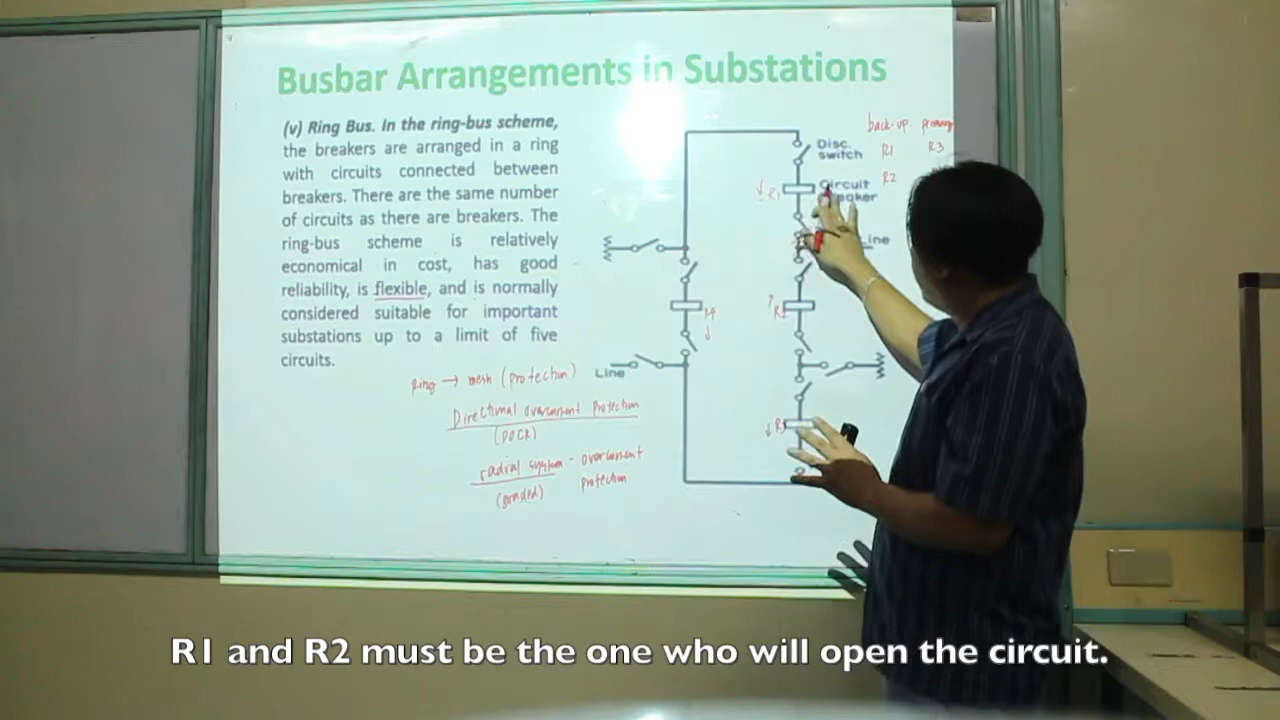 Busbar Arrangements in Substations
(v) Ring Bus. In the ring-bus scheme,
the breakers are arranged in a ring
with circuits connected between
breakers. There are the same number
of circuits as there are breakers. The
ring-bus scheme is relatively
economical in cost, has good
reliability, is flexible, and is normally
considered suitable for important
substations up to a limit of five
circuits.
Ring → mesh (protection)
Directional overcurrent Protection
radial system - overcurrent
(graded) protection
Disc.
switch
back-up primary
R1 R3
R2
Circuit
R1
Line
R4
R2
Line
R3
R1 and R2 must be the one who will open the circuit.